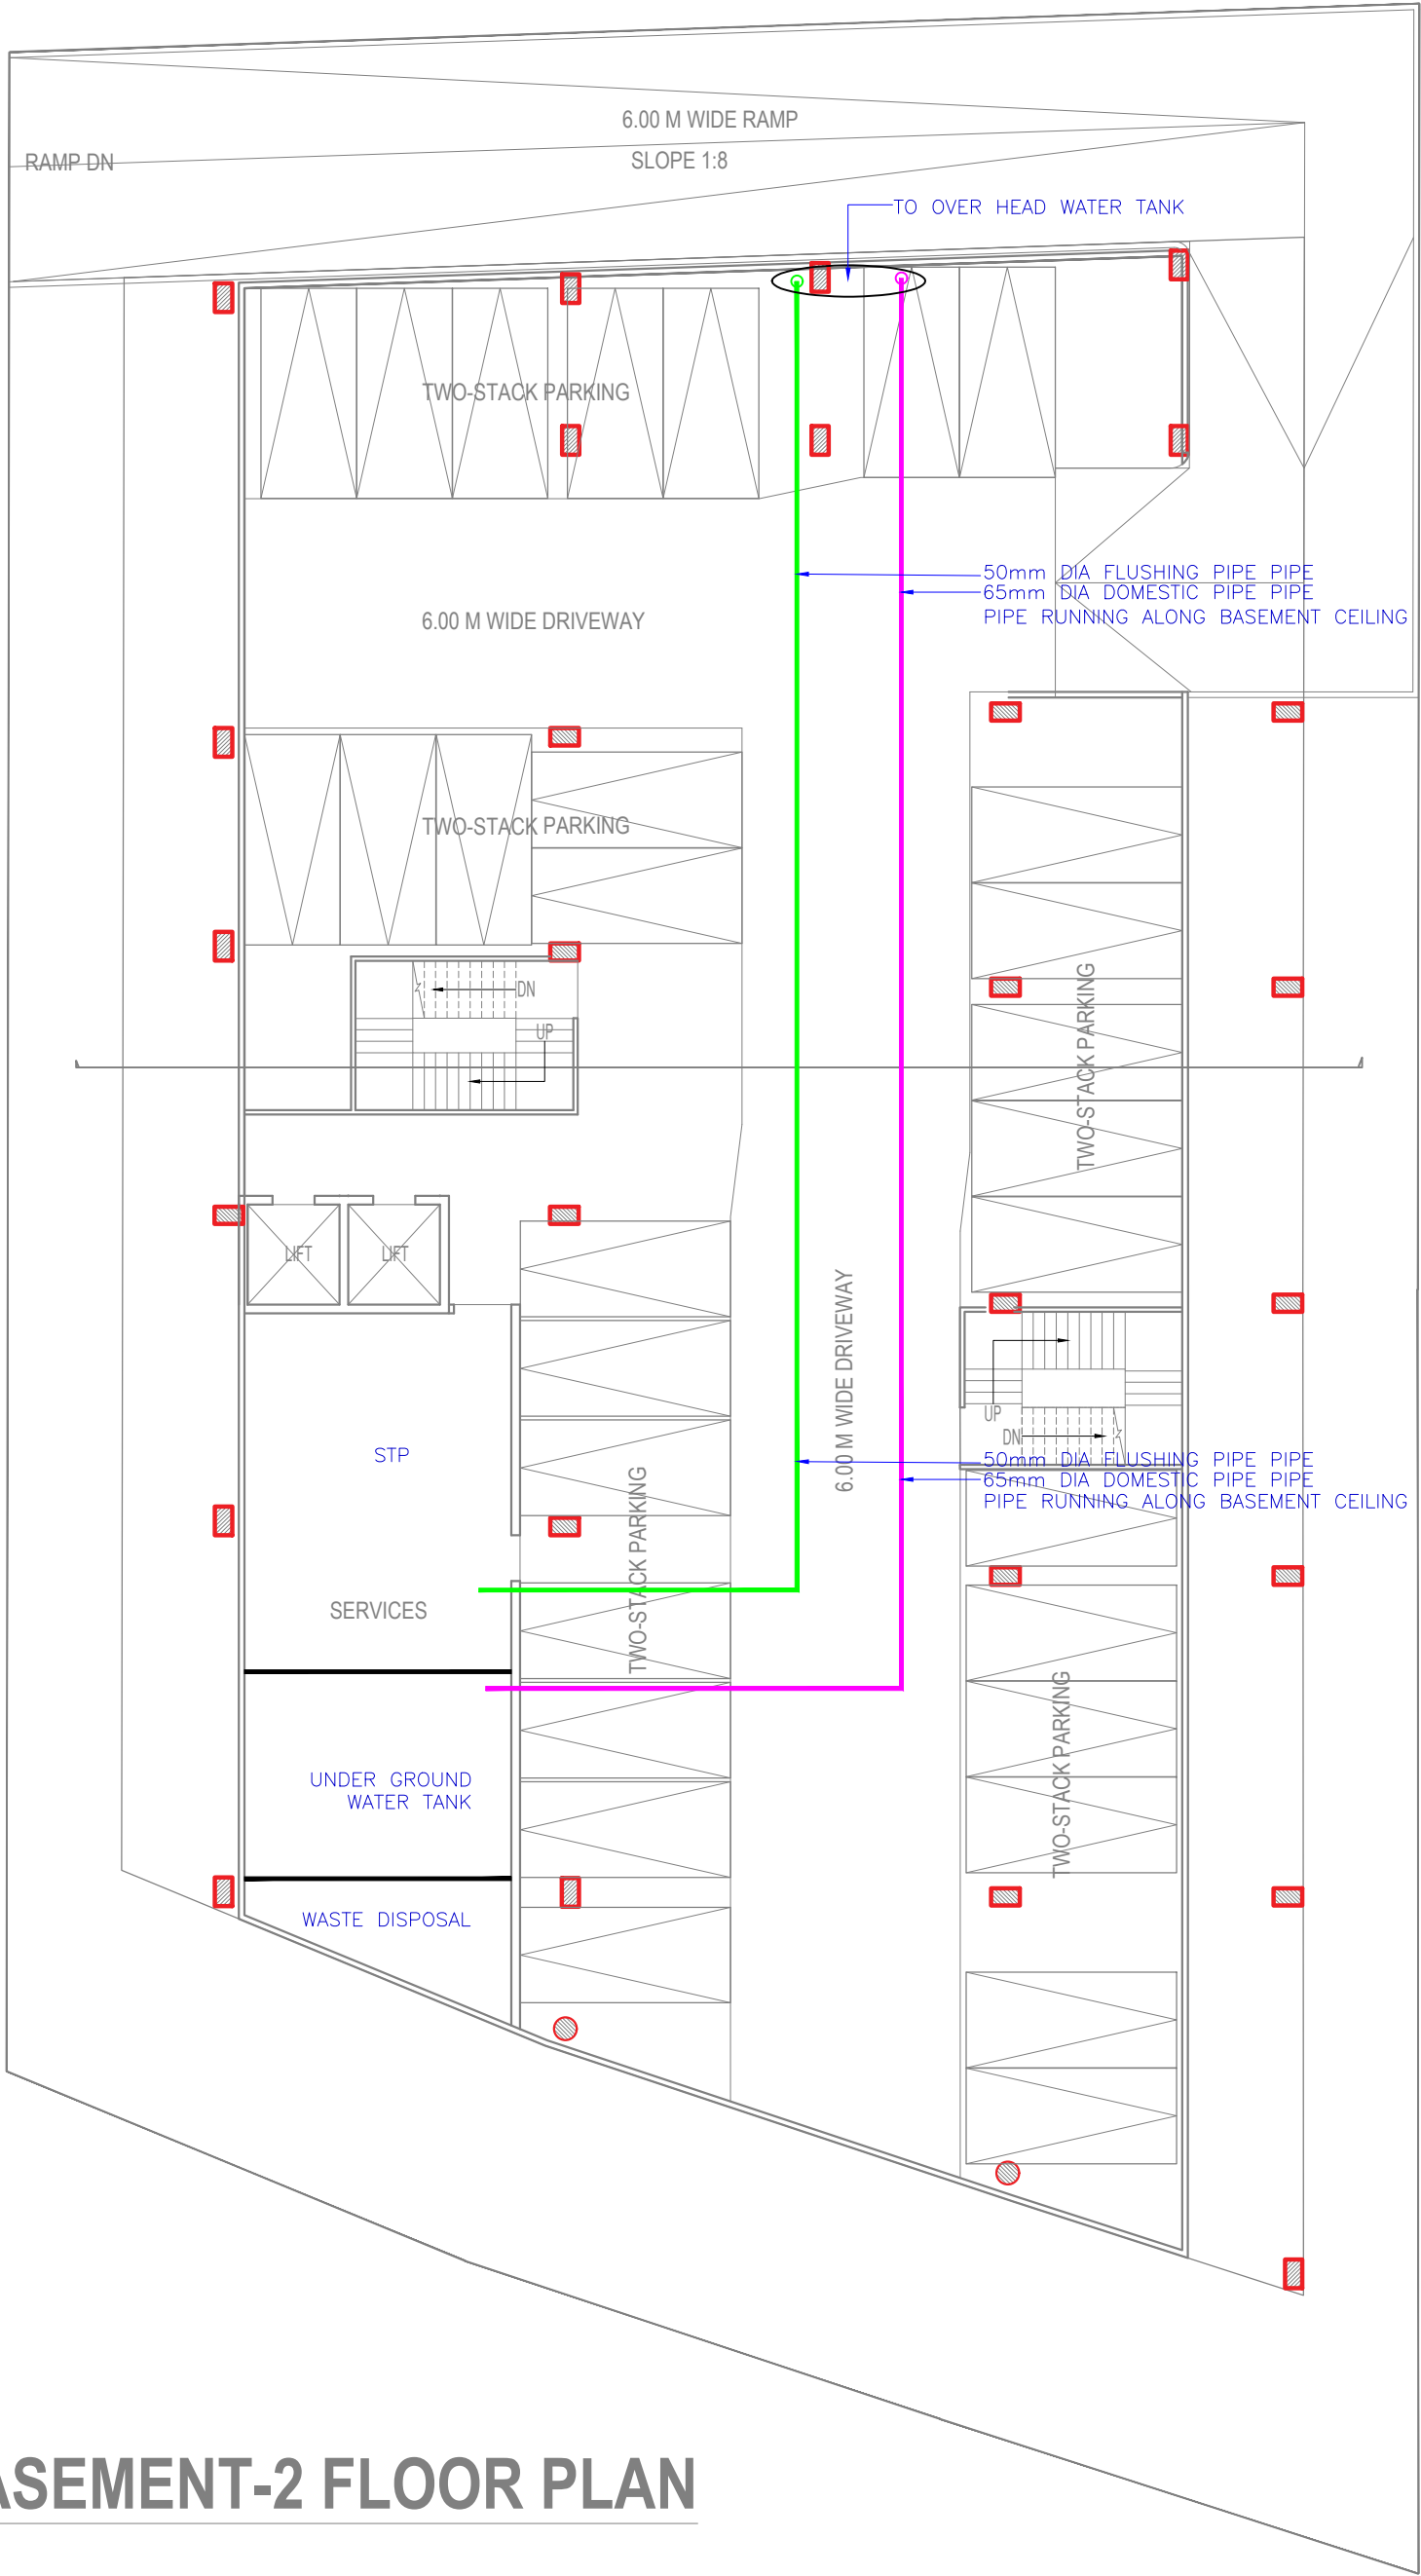 6.00 M WIDE RAMP
RAMP DN
SLOPE 1:8
TO OVER HEAD WATER TANK
TWO-STACK PARKING
50mm DIA FLUSHING PIPE PIPE
65mm DIA DOMESTIC PIPE PIPE
PIPE RUNNING ALONG BASEMENT CEILING
6.00 M WIDE DRIVEWAY
TWO-STACK PARKING
DN
UP
TWO-STACK PARKING
LIFT
LIFT
6.00 M WIDE DRIVEWAY
UP
DN
STP
50mm DIA FLUSHING PIPE PIPE
65mm DIA DOMESTIC PIPE PIPE
PIPE RUNNING ALONG BASEMENT CEILING
TWO-STACK PARKING
SERVICES
TWO-STACK PARKING
UNDER GROUND
WATER TANK
WASTE DISPOSAL
ASEMENT-2 FLOOR PLAN